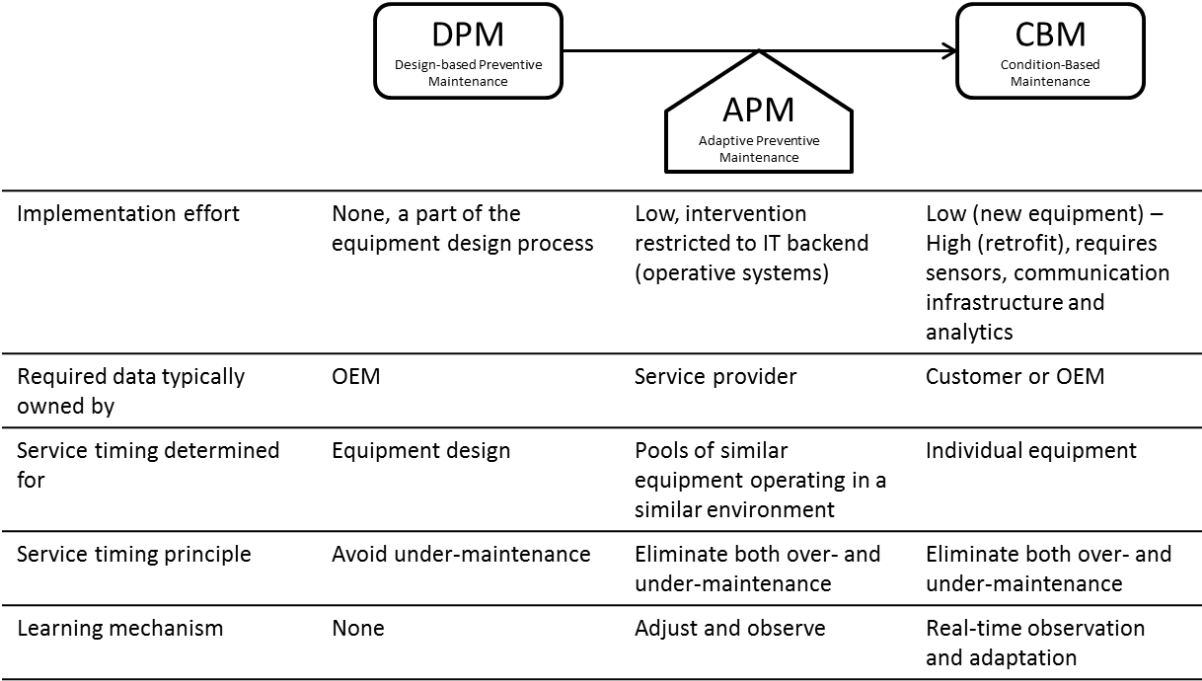 DPM
Design-based Preventive
Maintenance
CBM
Condition-Based
Maintenance
APM
Adaptive Preventive
Maintenance
Implementation effort
None, a part of the
equipment design process
Low, intervention
restricted to IT backend
(operative systems)
Low (new equipment) –
High (retrofit), requires
sensors, communication
infrastructure and
analytics
Required data typically
owned by
OEM
Service provider
Customer or OEM
Service timing determined
for
Equipment design
Pools of similar
equipment operating in a
similar environment
Individual equipment
Service timing principle
Avoid under-maintenance
Eliminate both over- and
under-maintenance
Eliminate both over- and
under-maintenance
Learning mechanism
None
Adjust and observe
Real-time observation
and adaptation